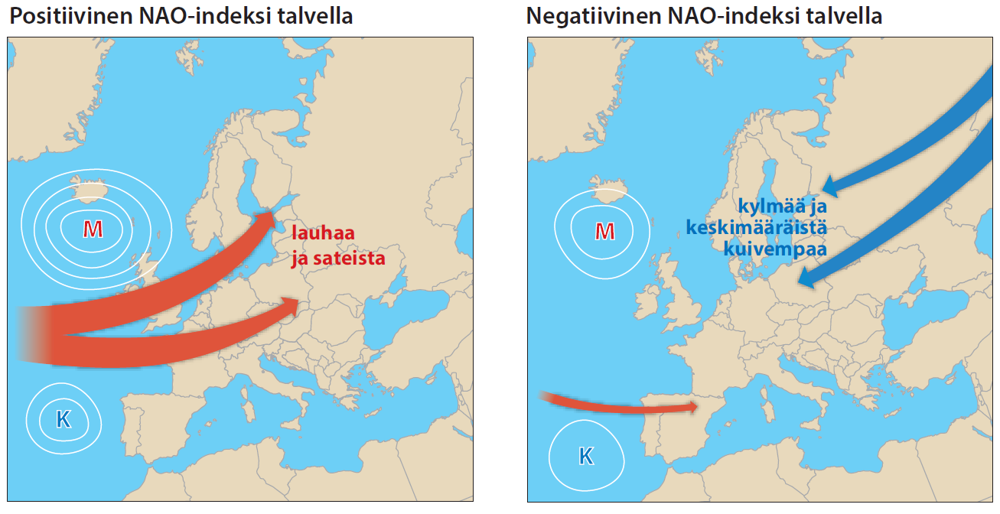 Positiivinen NAO-indeksi talvella
M
lauhaa
ja sateista
K
Negatiivinen NAO-indeksi talvella
M
kylmää ja
keskimääräistä
kuivempaa
K